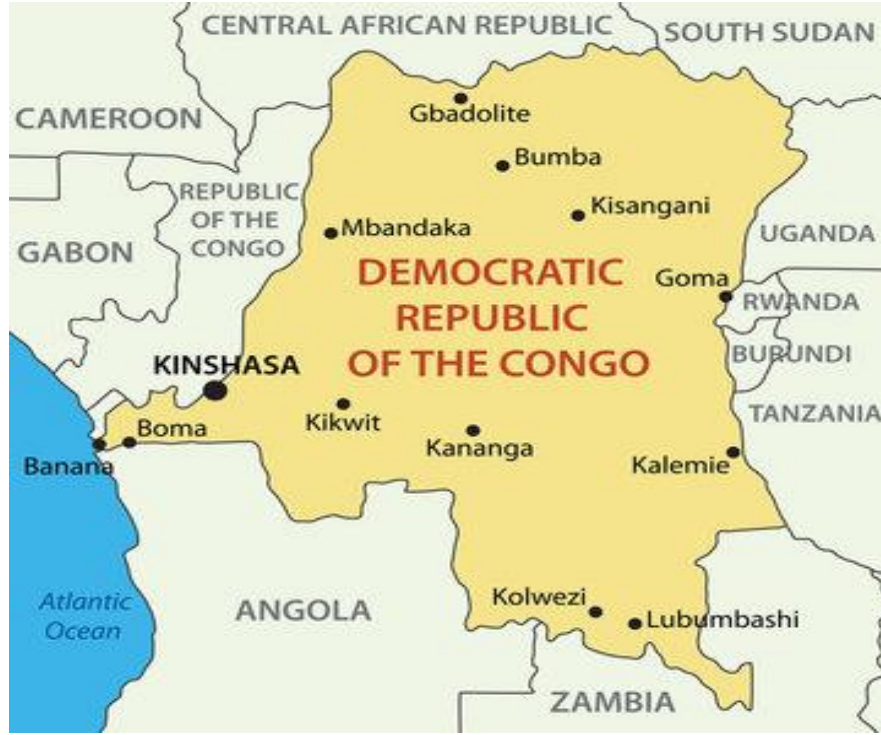 CENTRAL AFRICAN REPUBLIC
SOUTH SUDAN
CAMEROON
Gbadolite
Bumba
REPUBLIC
OF THE
CONGO
Kisangani
Mbandaka
GABON
UGANDA
DEMOCRATIC
REPUBLIC
OF THE CONGO
Goma
RWANDA
BURUNDI
KINSHASA
TANZANIA
Boma
Kikwit
Kananga
Banana
Kalemie
Atlantic
Ocean
ANGOLA
Kolwezi
Lubumbashi
ZAMBIA